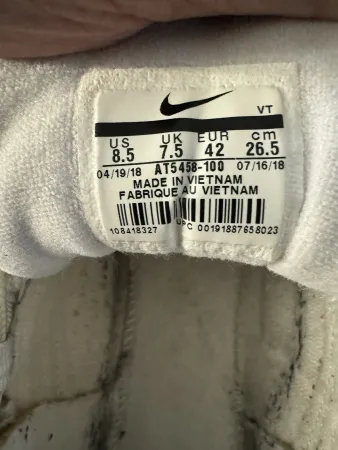 VT
US UK EUR cm
8.5 7.5 42 26.5
04/19/18 AT5458-100 07/16/18
MADE IN VIETNAM
FABRIQUE AU VIETNAM
108418327 UPC 00191887658023